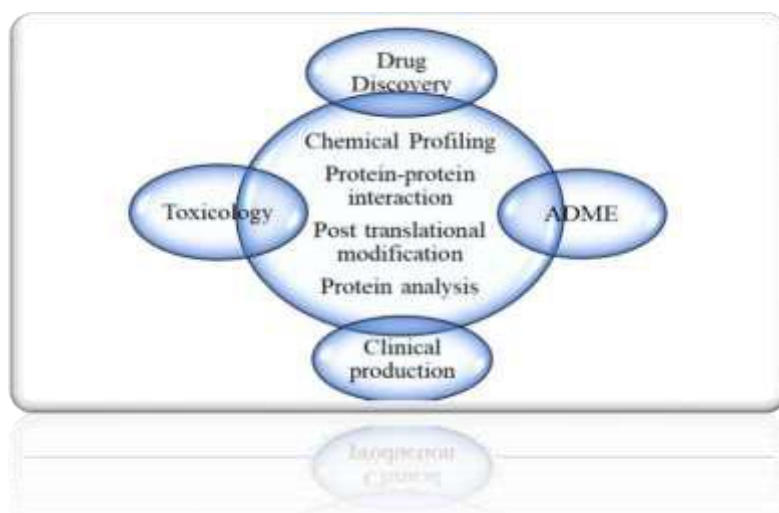 Drug
Discovery
Chemical Profiling
Protein-protein
interaction
Toxicology
ADME
Post translational
modification
Protein analysis
Clinical
production